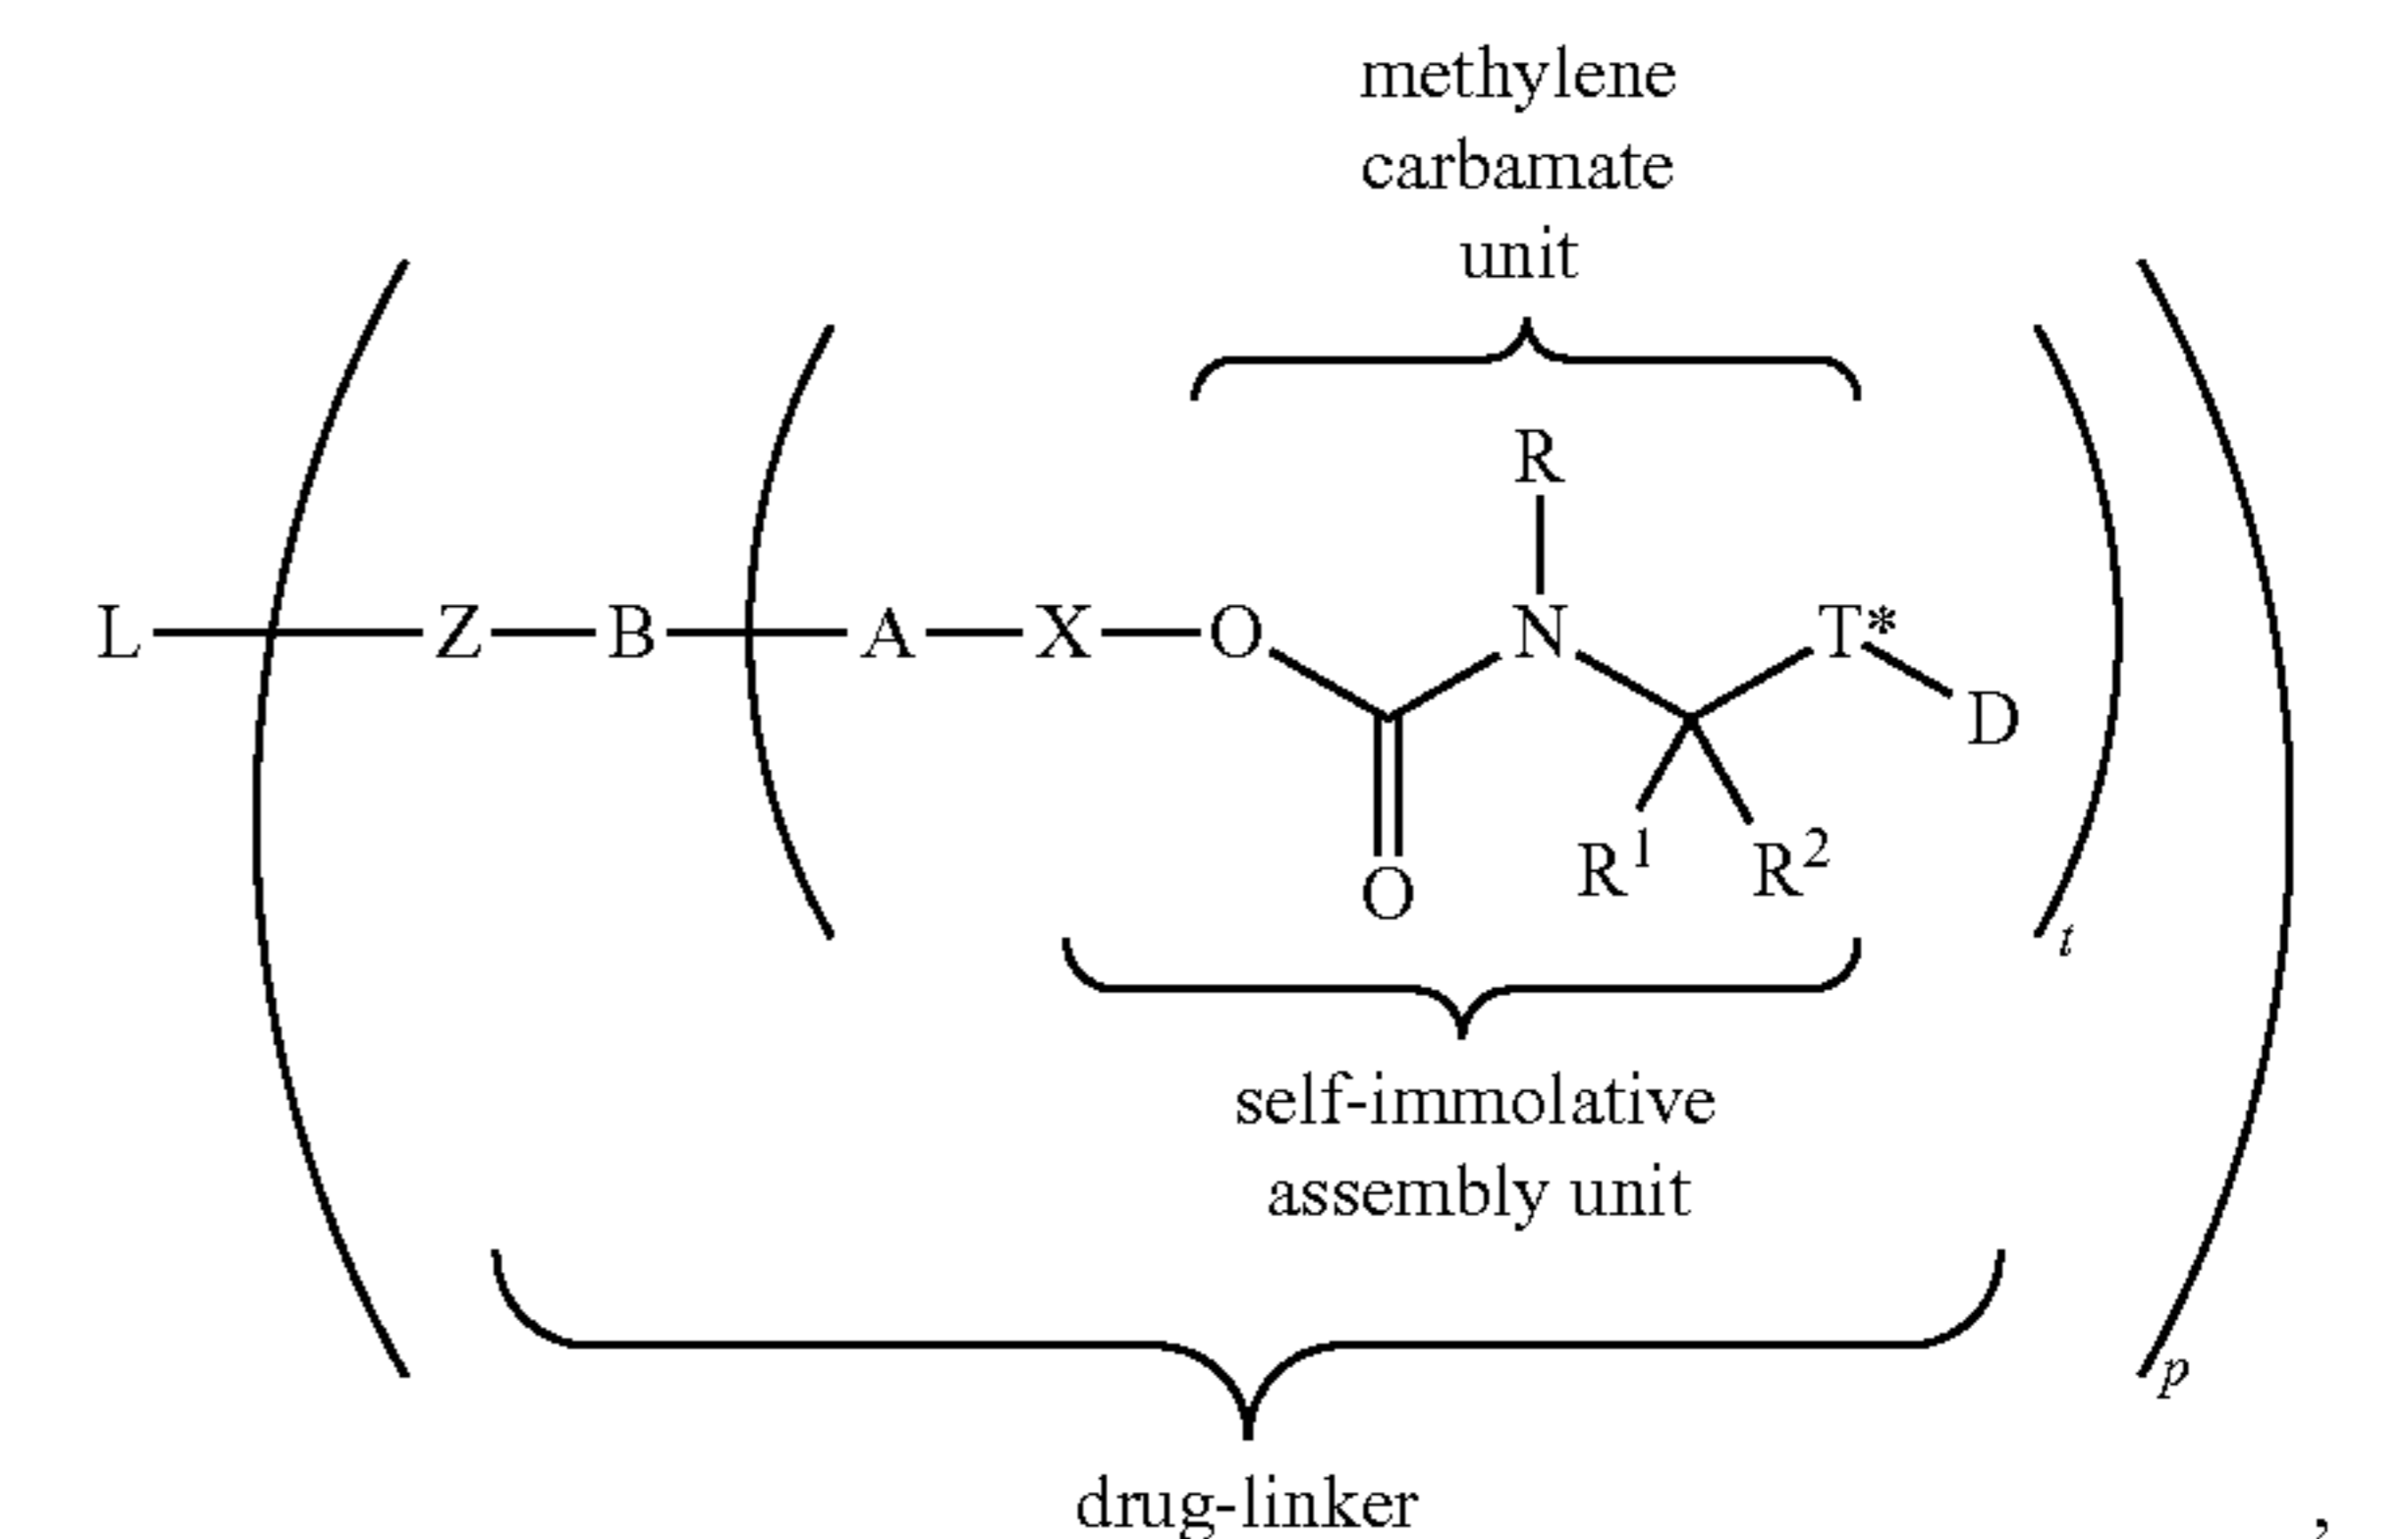 methylene
carbamate
unit
R
L Z B A X O N T* D
R¹ R²
O
t
self-immolative
assembly unit
p
drug-linker ,